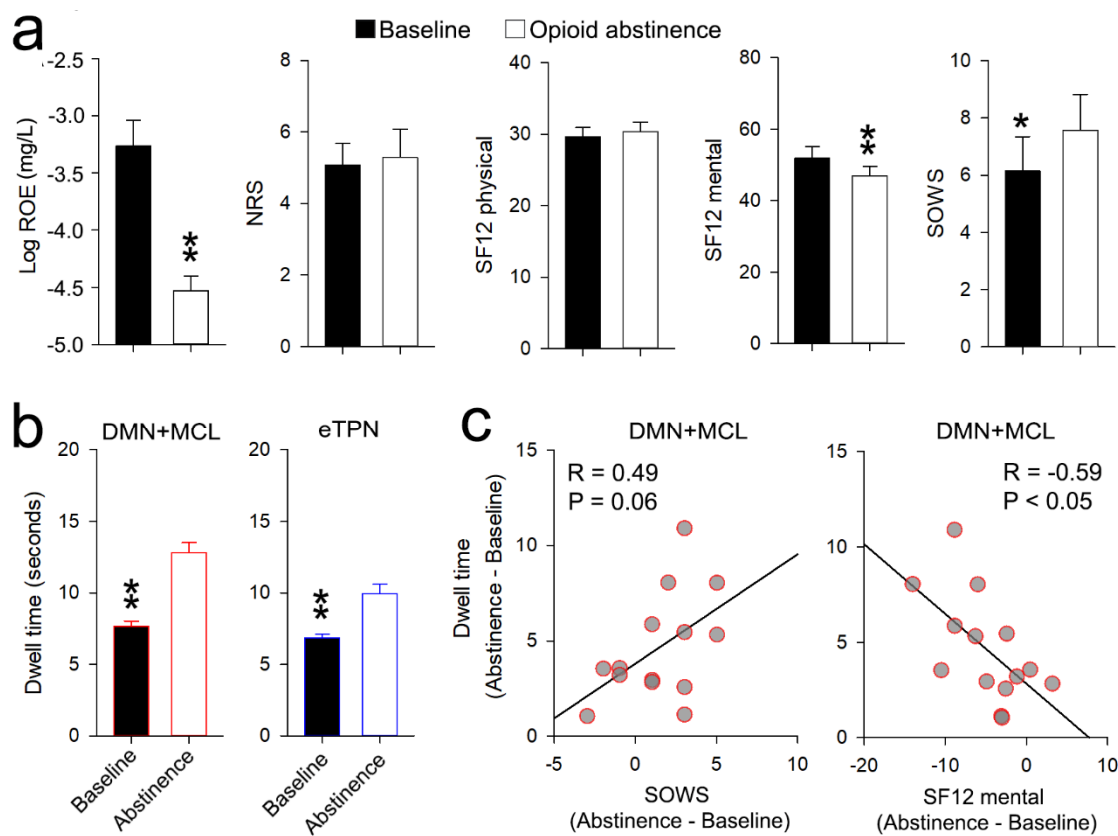 a
Baseline
Opioid abstinence
Log ROE (mg/L)
-2.5
-3.0
-3.5
-4.0
-4.5
-5.0
**
NRS
8
6
4
2
0
SF12 physical
40
30
20
10
0
SF12 mental
80
60
40
20
0
**
SOWS
10
8
6
4
2
0
*
b
DMN+MCL
Dwell time (seconds)
20
15
10
5
0
**
Baseline
Abstinence
eTPN
20
15
10
5
0
**
Baseline
Abstinence
c
DMN+MCL
R = 0.49
P = 0.06
Dwell time
(Abstinence - Baseline)
15
10
5
0
-5
0
5
10
SOWS
(Abstinence - Baseline)
DMN+MCL
R = -0.59
P < 0.05
15
10
5
0
-20
-10
0
10
SF12 mental
(Abstinence - Baseline)